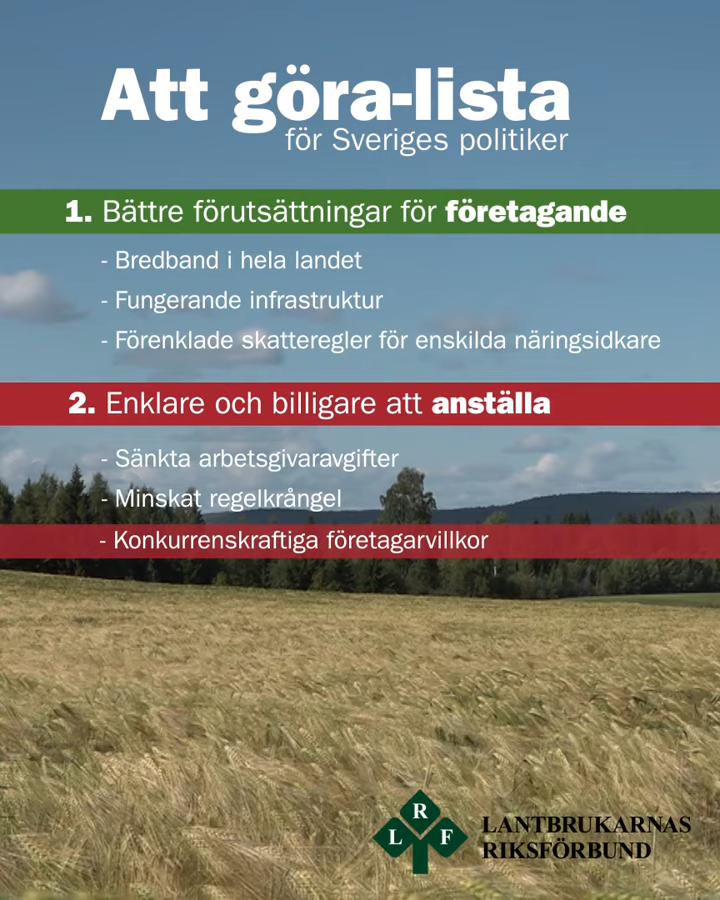 Att göra-lista
för Sveriges politiker
1. Bättre förutsättningar för företagande
- Bredband i hela landet
- Fungerande infrastruktur
- Förenklade skatteregler för enskilda näringsidkare
2. Enklare och billigare att anställa
- Sänkta arbetsgivaravgifter
- Minskat regelkrångel
- Konkurrenskraftiga företagarvillkor
L R F
LANTBRUKARNAS
RIKSFÖRBUND